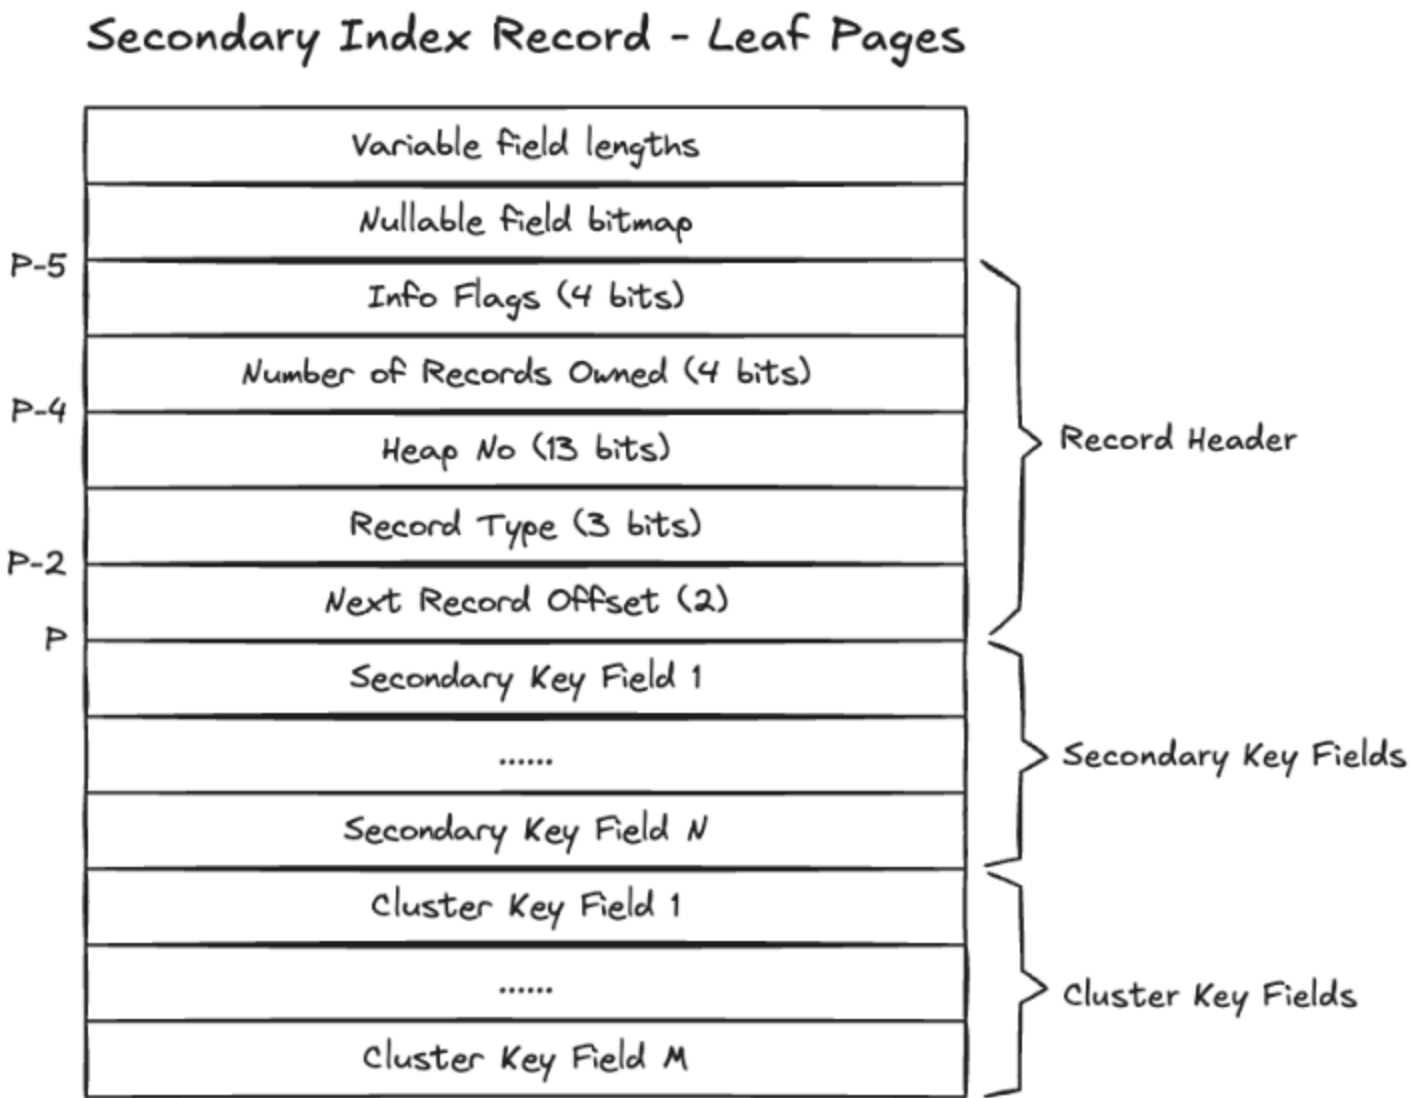 Secondary Index Record - Leaf Pages
Variable field lengths
Nullable field bitmap
P-5
Info Flags (4 bits)
Number of Records Owned (4 bits)
P-4
Heap No (13 bits)
Record Header
Record Type (3 bits)
P-2
Next Record Offset (2)
P
Secondary Key Field 1
......
Secondary Key Fields
Secondary Key Field N
Cluster Key Field 1
......
Cluster Key Fields
Cluster Key Field M